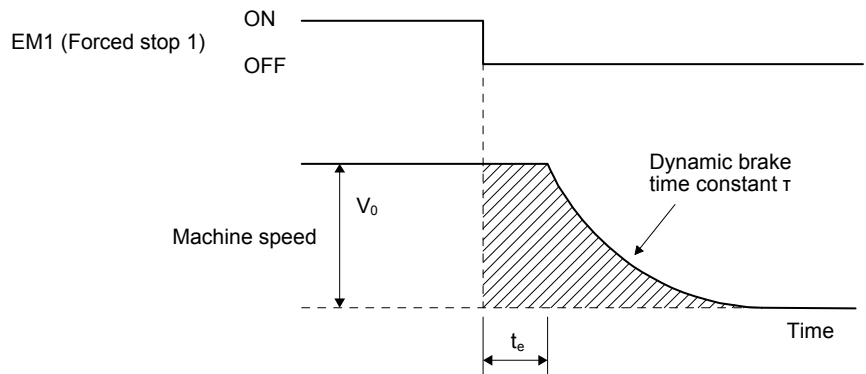 ON
EM1 (Forced stop 1)
OFF
Dynamic brake
time constant τ
V₀
Machine speed
Time
tₑ